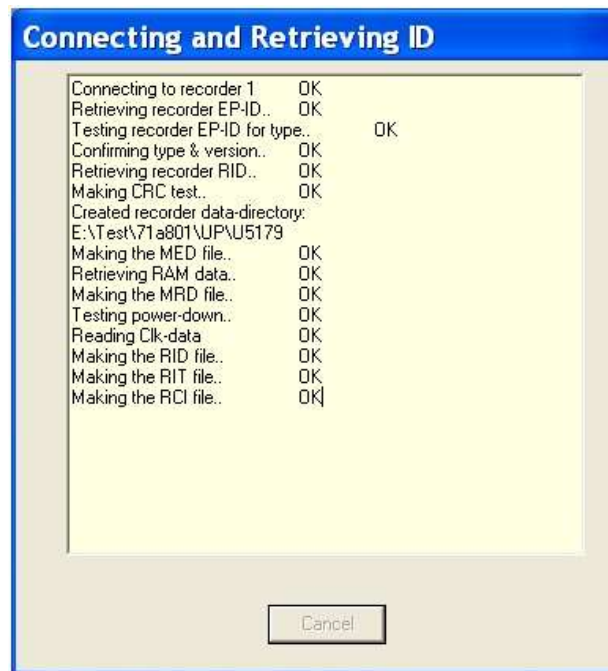 Connecting and Retrieving ID
Connecting to recorder 1 OK
Retrieving recorder EP-ID.. OK
Testing recorder EP-ID for type.. OK
Confirming type & version.. OK
Retrieving recorder RID.. OK
Making CRC test.. OK
Created recorder data-directory:
E:\Test\71a801\UP\U5179
Making the MED file.. OK
Retrieving RAM data.. OK
Making the MRD file.. OK
Testing power-down.. OK
Reading Clk-data OK
Making the RID file.. OK
Making the RIT file.. OK
Making the RCI file.. OK
Cancel